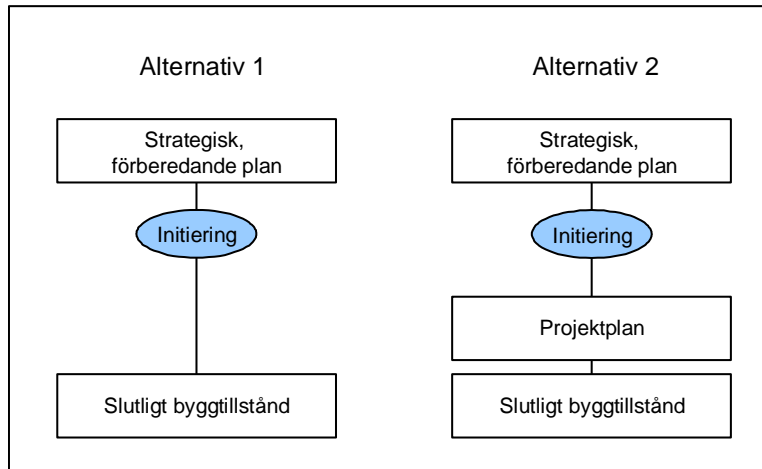 Alternativ 1
Strategisk,
förberedande plan
Initiering
Slutligt byggtillstånd
Alternativ 2
Strategisk,
förberedande plan
Initiering
Projektplan
Slutligt byggtillstånd